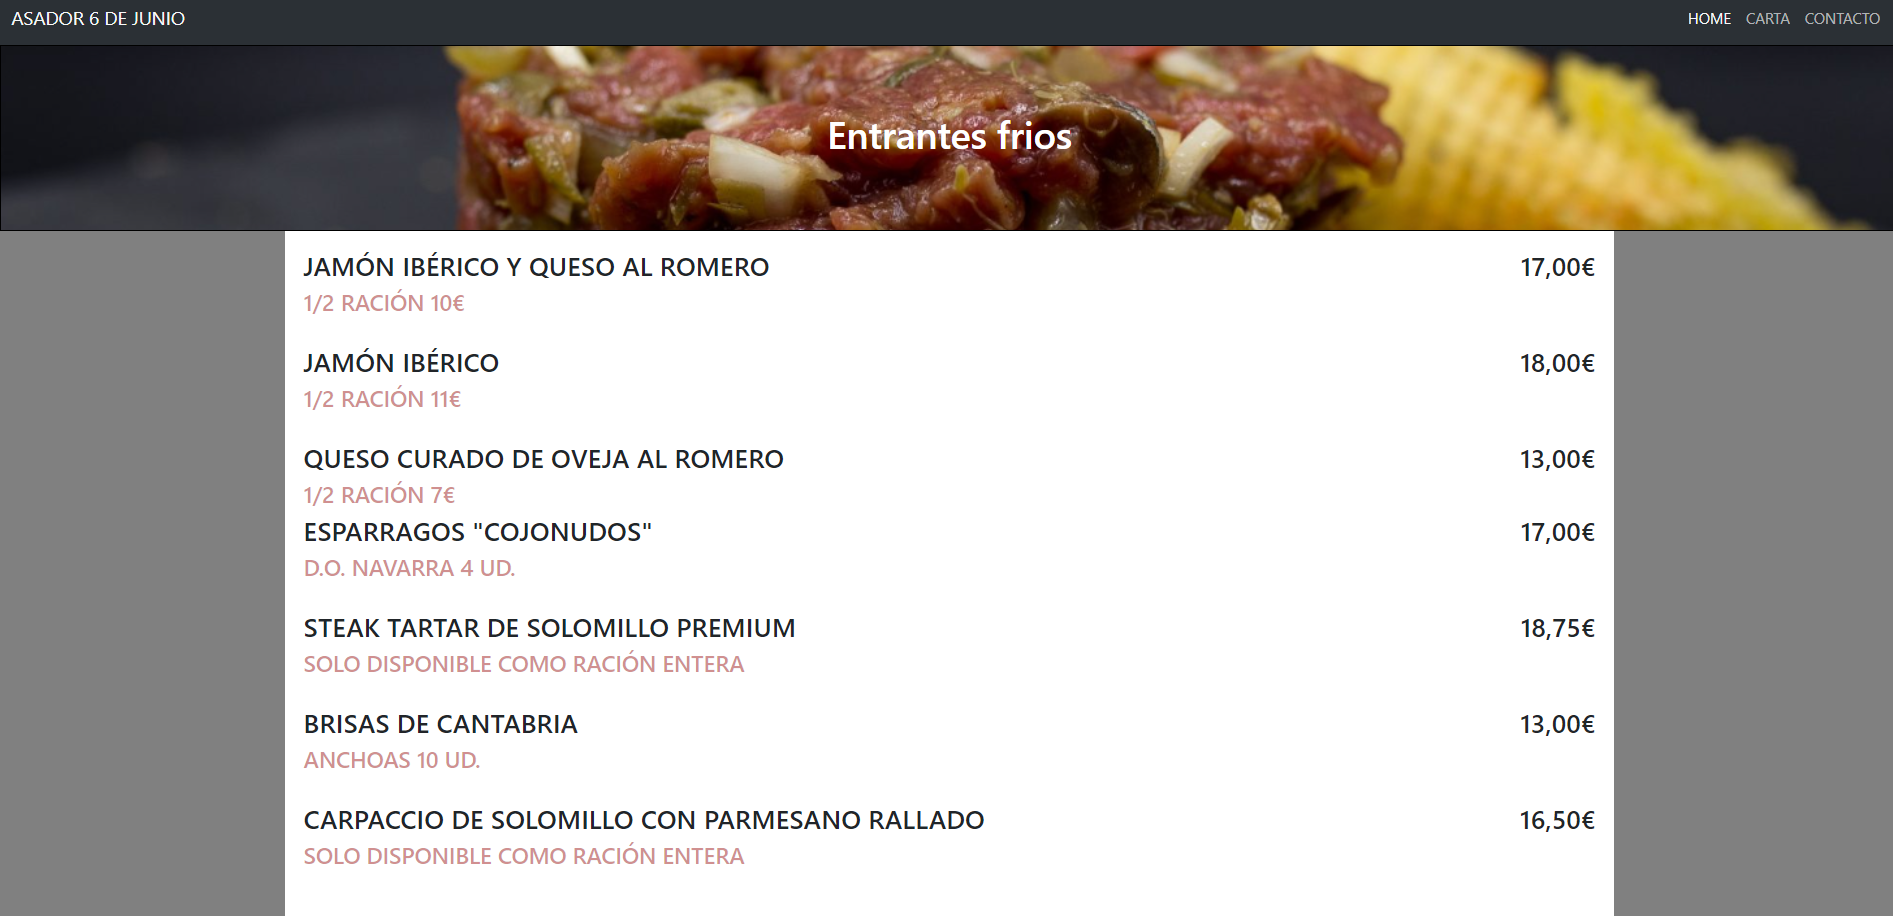 ASADOR 6 DE JUNIO HOME CARTA CONTACTO
Entrantes frios
JAMÓN IBÉRICO Y QUESO AL ROMERO 17,00€
1/2 RACIÓN 10€
JAMÓN IBÉRICO 18,00€
1/2 RACIÓN 11€
QUESO CURADO DE OVEJA AL ROMERO 13,00€
1/2 RACIÓN 7€
ESPARRAGOS "COJONUDOS" 17,00€
D.O. NAVARRA 4 UD.
STEAK TARTAR DE SOLOMILLO PREMIUM 18,75€
SOLO DISPONIBLE COMO RACIÓN ENTERA
BRISAS DE CANTABRIA 13,00€
ANCHOAS 10 UD.
CARPACCIO DE SOLOMILLO CON PARMESANO RALLADO 16,50€
SOLO DISPONIBLE COMO RACIÓN ENTERA